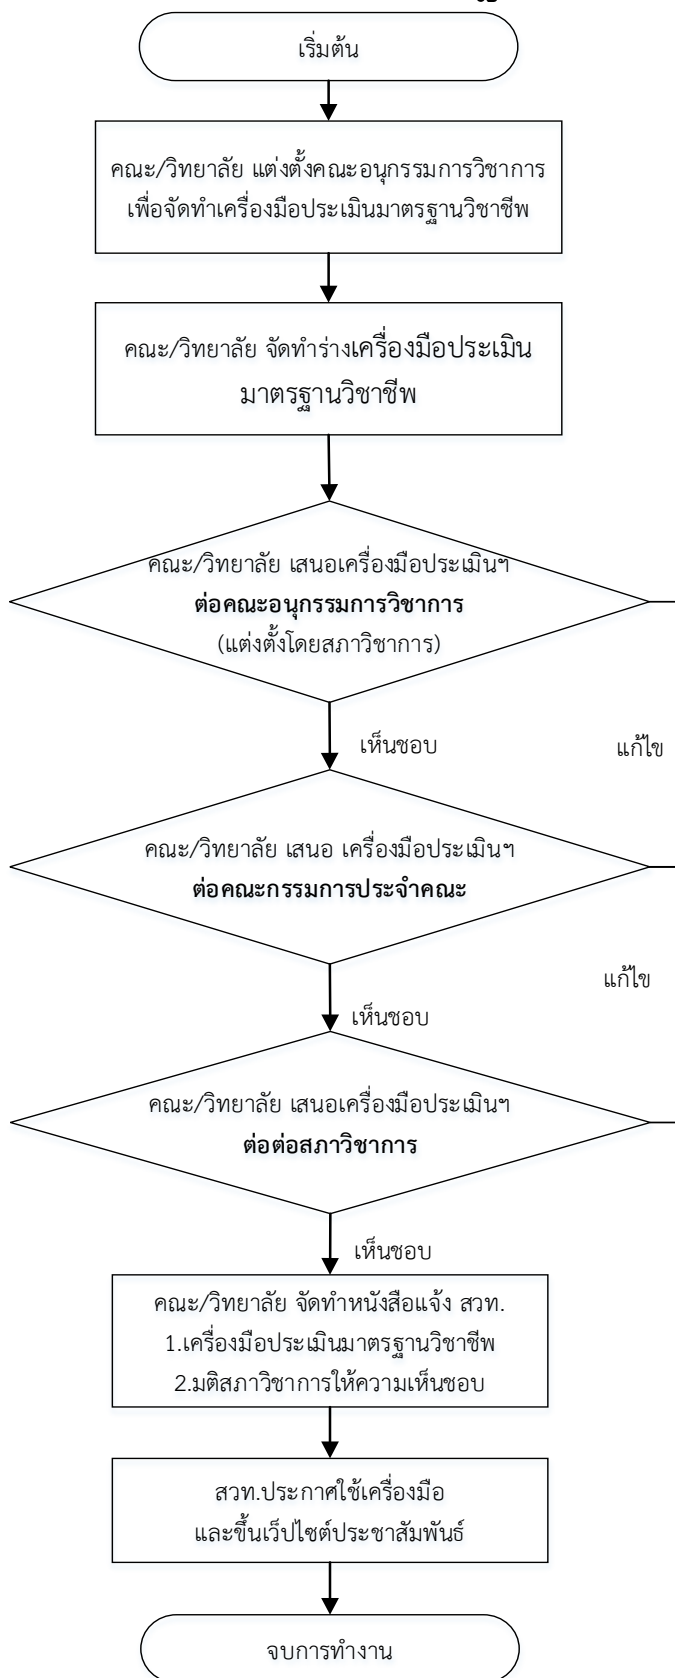 เริ่มต้น
คณะ/วิทยาลัย แต่งตั้งคณะอนุกรรมการวิชาการ
เพื่อจัดทำเครื่องมือประเมินมาตรฐานวิชาชีพ
คณะ/วิทยาลัย จัดทำร่างเครื่องมือประเมิน
มาตรฐานวิชาชีพ
คณะ/วิทยาลัย เสนอเครื่องมือประเมินฯ
ต่อคณะอนุกรรมการวิชาการ
(แต่งตั้งโดยสภาวิชาการ)
เห็นชอบ
แก้ไข
คณะ/วิทยาลัย เสนอ เครื่องมือประเมินฯ
ต่อคณะกรรมการประจำคณะ
แก้ไข
เห็นชอบ
คณะ/วิทยาลัย เสนอเครื่องมือประเมินฯ
ต่อต่อสภาวิชาการ
เห็นชอบ
คณะ/วิทยาลัย จัดทำหนังสือแจ้ง สวท.
1.เครื่องมือประเมินมาตรฐานวิชาชีพ
2.มติสภาวิชาการให้ความเห็นชอบ
สวท.ประกาศใช้เครื่องมือ
และขึ้นเว็ปไซต์ประชาสัมพันธ์
จบการทำงาน